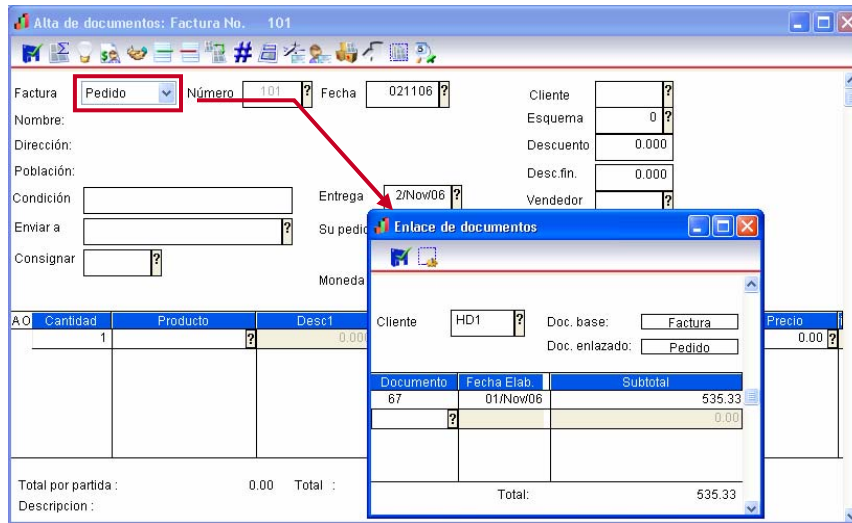 Alta de documentos: Factura No. 101
Factura Pedido Número 101 ? Fecha 021106 ? Cliente ?
Nombre: Esquema 0 ?
Dirección: Descuento 0.000
Población: Desc.fin. 0.000
Condición Entrega 2/Nov/06 ? Vendedor ?
Enviar a ? Su pedid
Consignar ?
Moneda
A O Cantidad Producto Desc1 Precio
1 ? 0.000 0.00 ?
Total por partida : 0.00 Total :
Descripcion :
Enlace de documentos
Cliente HD1 ? Doc. base: Factura
Doc. enlazado: Pedido
Documento Fecha Elab. Subtotal
67 01/Nov/06 535.33
? 0.00
Total: 535.33